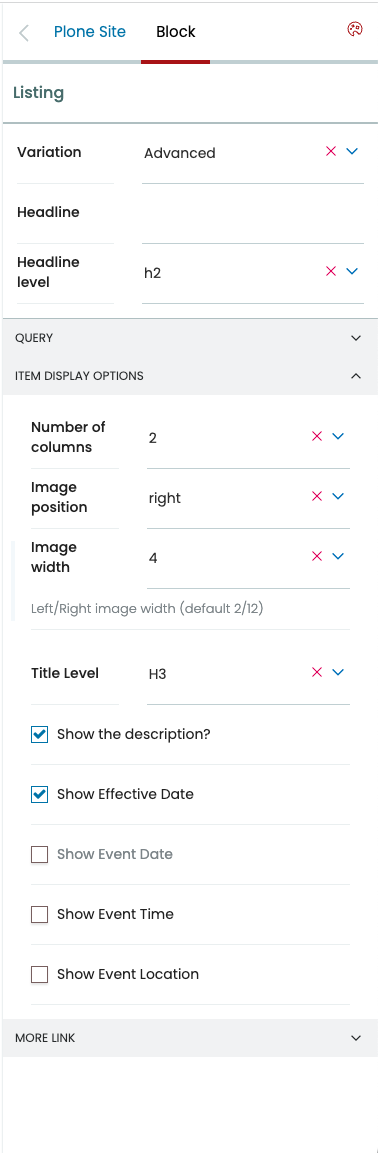 Plone Site Block
Listing
Variation Advanced
Headline
Headline
level h2
QUERY
ITEM DISPLAY OPTIONS
Number of
columns 2
Image
position right
Image
width 4
Left/Right image width (default 2/12)
Title Level H3
Show the description?
Show Effective Date
Show Event Date
Show Event Time
Show Event Location
MORE LINK